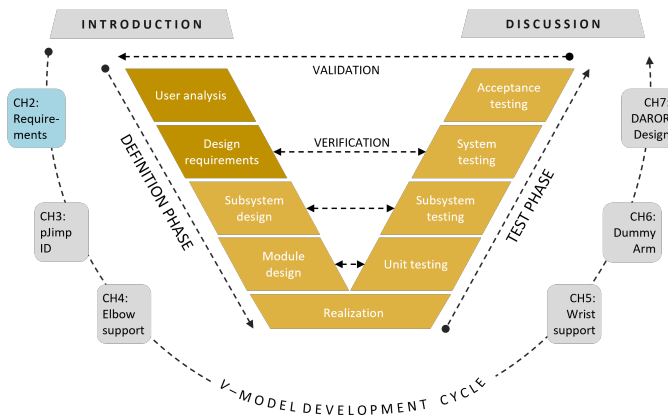 INTRODUCTION
DISCUSSION
VALIDATION
User analysis
Acceptance
testing
CH2:
Require-
ments
CH7:
DAROR
Design
Design
requirements
VERIFICATION
System
testing
DEFINITION PHASE
TEST PHASE
Subsystem
design
Subsystem
testing
CH3:
pJimp
ID
CH6:
Dummy
Arm
Module
design
Unit testing
CH4:
Elbow
support
CH5:
Wrist
support
Realization
V–MODEL DEVELOPMENT CYCLE